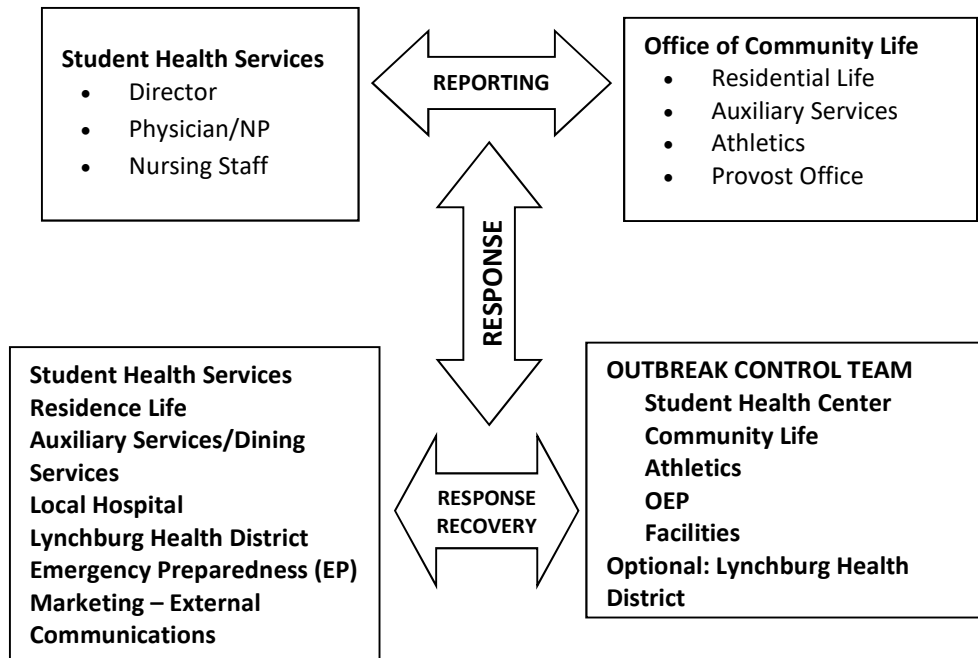 Student Health Services
• Director
• Physician/NP
• Nursing Staff
REPORTING
Office of Community Life
• Residential Life
• Auxiliary Services
• Athletics
• Provost Office
RESPONSE
Student Health Services
Residence Life
Auxiliary Services/Dining
Services
Local Hospital
Lynchburg Health District
Emergency Preparedness (EP)
Marketing – External
Communications
RESPONSE
RECOVERY
OUTBREAK CONTROL TEAM
Student Health Center
Community Life
Athletics
OEP
Facilities
Optional: Lynchburg Health
District